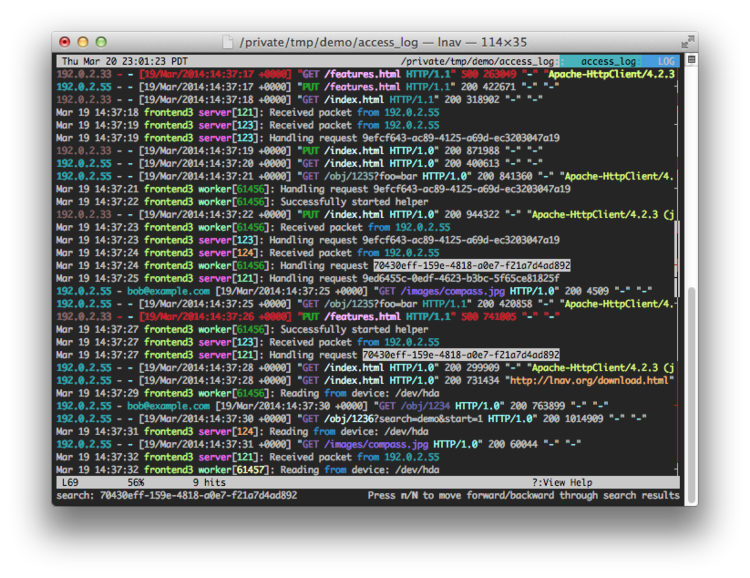 /private/tmp/demo/access_log — lnav — 114×35
Thu Mar 20 23:01:23 PDT /private/tmp/demo/access_log: access_log: LOG
192.0.2.33 - - [19/Mar/2014:14:37:17 +0000] "GET /features.html HTTP/1.1" 500 263049 "-" "Apache-HttpClient/4.2.3
192.0.2.55 - - [19/Mar/2014:14:37:17 +0000] "PUT /features.html HTTP/1.1" 200 422671 "-" "-"
192.0.2.33 - - [19/Mar/2014:14:37:18 +0000] "GET /index.html HTTP/1.1" 200 318902 "-" "-"
Mar 19 14:37:18 frontend3 server[121]: Received packet from 192.0.2.55
Mar 19 14:37:19 frontend3 server[123]: Received packet from 192.0.2.55
Mar 19 14:37:19 frontend3 server[123]: Handling request 9efcf643-ac89-4125-a69d-ec3203047a19
192.0.2.33 - - [19/Mar/2014:14:37:19 +0000] "PUT /index.html HTTP/1.0" 200 871988 "-" "-"
192.0.2.55 - - [19/Mar/2014:14:37:20 +0000] "GET /index.html HTTP/1.0" 200 400613 "-" "-"
192.0.2.55 - - [19/Mar/2014:14:37:21 +0000] "GET /obj/1235?foo=bar HTTP/1.0" 200 841360 "-" "Apache-HttpClient/4.
Mar 19 14:37:21 frontend3 worker[61456]: Handling request 9efcf643-ac89-4125-a69d-ec3203047a19
Mar 19 14:37:22 frontend3 worker[61456]: Successfully started helper
192.0.2.33 - - [19/Mar/2014:14:37:22 +0000] "PUT /index.html HTTP/1.0" 200 944322 "-" "Apache-HttpClient/4.2.3 (j
Mar 19 14:37:23 frontend3 worker[61456]: Received packet from 192.0.2.55
Mar 19 14:37:23 frontend3 server[123]: Handling request 9efcf643-ac89-4125-a69d-ec3203047a19
Mar 19 14:37:24 frontend3 server[124]: Received packet from 192.0.2.55
Mar 19 14:37:24 frontend3 worker[61456]: Handling request 70430eff-159e-4818-a0e7-f21a7d4ad892
Mar 19 14:37:25 frontend3 server[121]: Handling request 9ed6455c-0edf-4623-b3bc-5f65ce81825f
192.0.2.55 - bob@example.com [19/Mar/2014:14:37:25 +0000] "GET /images/compass.jpg HTTP/1.0" 200 4509 "-" "-"
192.0.2.55 - - [19/Mar/2014:14:37:25 +0000] "GET /obj/1235?foo=bar HTTP/1.1" 200 420858 "-" "Apache-HttpClient/4.
192.0.2.33 - - [19/Mar/2014:14:37:26 +0000] "PUT /features.html HTTP/1.0" 500 741805 "-" "-"
Mar 19 14:37:26 frontend3 worker[61456]: Successfully started helper
Mar 19 14:37:27 frontend3 server[123]: Received packet from 192.0.2.55
Mar 19 14:37:27 frontend3 server[121]: Handling request 70430eff-159e-4818-a0e7-f21a7d4ad892
192.0.2.55 - - [19/Mar/2014:14:37:28 +0000] "GET /index.html HTTP/1.0" 200 299909 "-" "Apache-HttpClient/4.2.3 (j
192.0.2.55 - - [19/Mar/2014:14:37:28 +0000] "GET /index.html HTTP/1.0" 200 731434 "http://lnav.org/download.html"
Mar 19 14:37:29 frontend3 worker[61456]: Reading from device: /dev/hda
192.0.2.55 - bob@example.com [19/Mar/2014:14:37:30 +0000] "GET /obj/1234 HTTP/1.0" 200 763899 "-" "-"
192.0.2.55 - - [19/Mar/2014:14:37:30 +0000] "GET /obj/1236?search=demo&start=1 HTTP/1.0" 200 1014909 "-" "-"
Mar 19 14:37:31 frontend3 server[124]: Reading from device: /dev/hda
192.0.2.55 - - [19/Mar/2014:14:37:31 +0000] "GET /images/compass.jpg HTTP/1.0" 200 60044 "-" "-"
Mar 19 14:37:32 frontend3 server[121]: Received packet from 192.0.2.55
Mar 19 14:37:32 frontend3 worker[61457]: Reading from device: /dev/hda
L69 56% 9 hits ?:View Help
search: 70430eff-159e-4818-a0e7-f21a7d4ad892 Press n/N to move forward/backward through search results